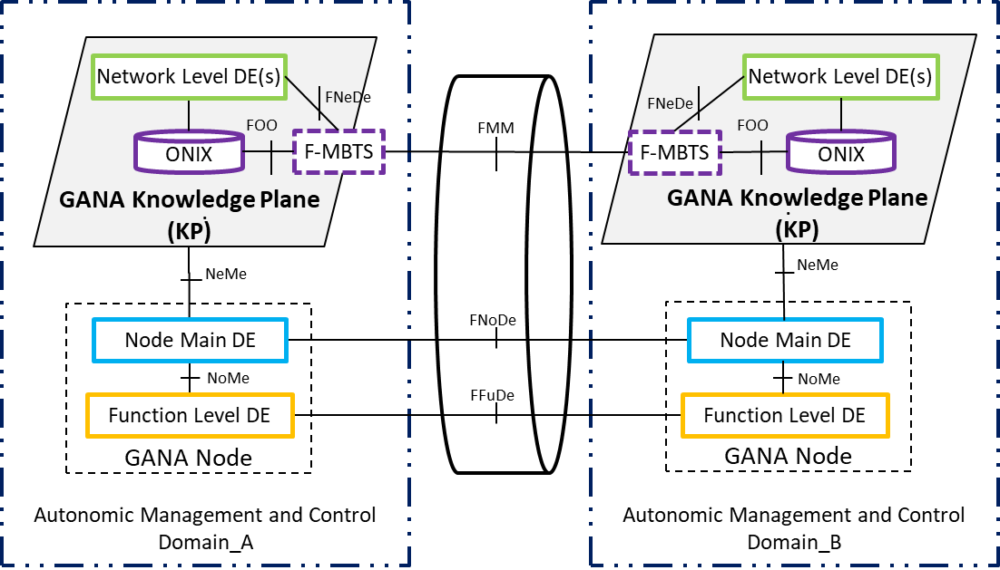 Network Level DE(s)
FNeDe
FOO
ONIX
F-MBTS
GANA Knowledge Plane
(KP)
NeMe
Node Main DE
NoMe
Function Level DE
GANA Node
Autonomic Management and Control
Domain_A
FMM
FNoDe
FFuDe
Network Level DE(s)
FNeDe
FOO
F-MBTS
ONIX
GANA Knowledge Plane
(KP)
NeMe
Node Main DE
NoMe
Function Level DE
GANA Node
Autonomic Management and Control
Domain_B